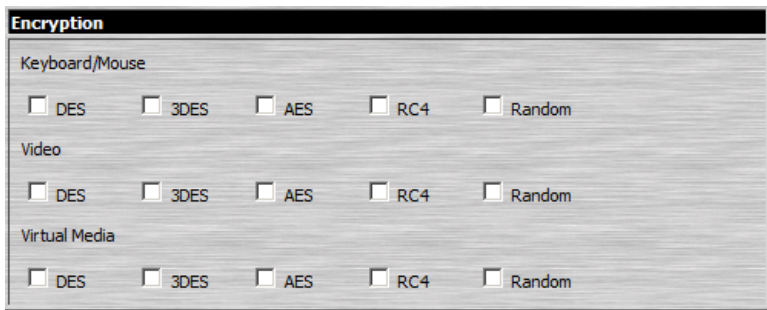 Encryption
Keyboard/Mouse
DES 3DES AES RC4 Random
Video
DES 3DES AES RC4 Random
Virtual Media
DES 3DES AES RC4 Random